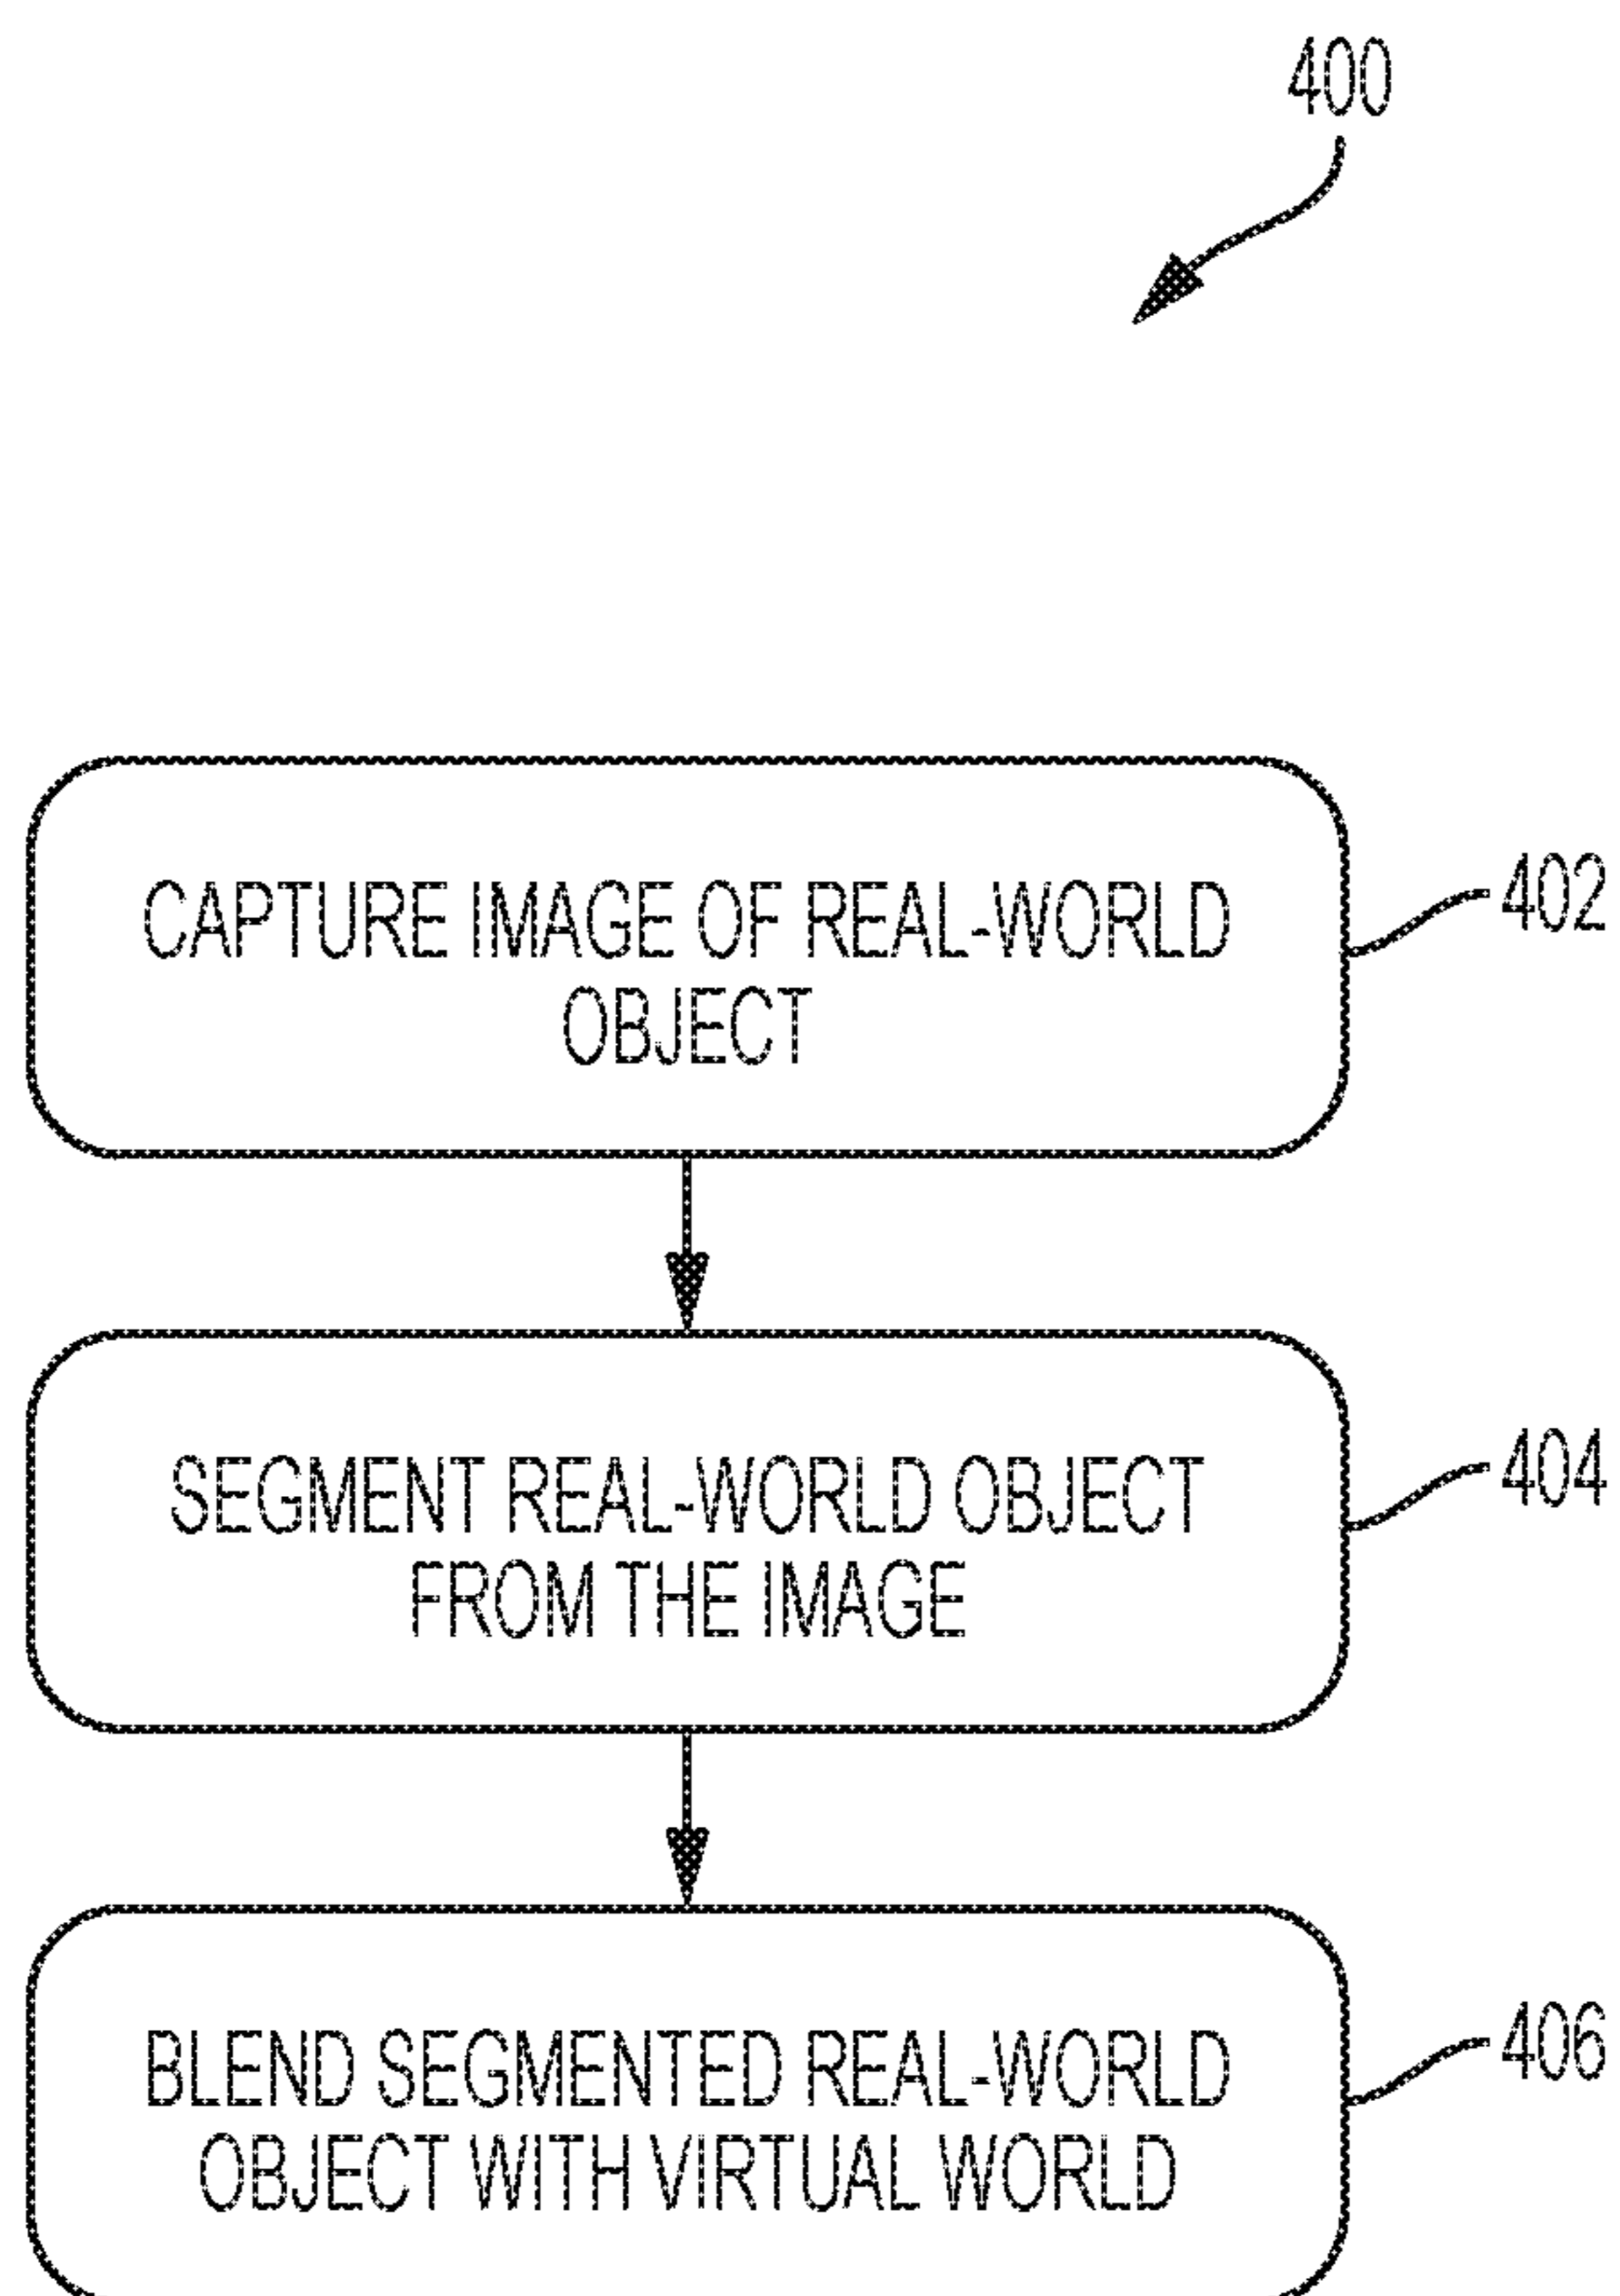 400
CAPTURE IMAGE OF REAL-WORLD
OBJECT
402
SEGMENT REAL-WORLD OBJECT
FROM THE IMAGE
404
BLEND SEGMENTED REAL-WORLD
OBJECT WITH VIRTUAL WORLD
406